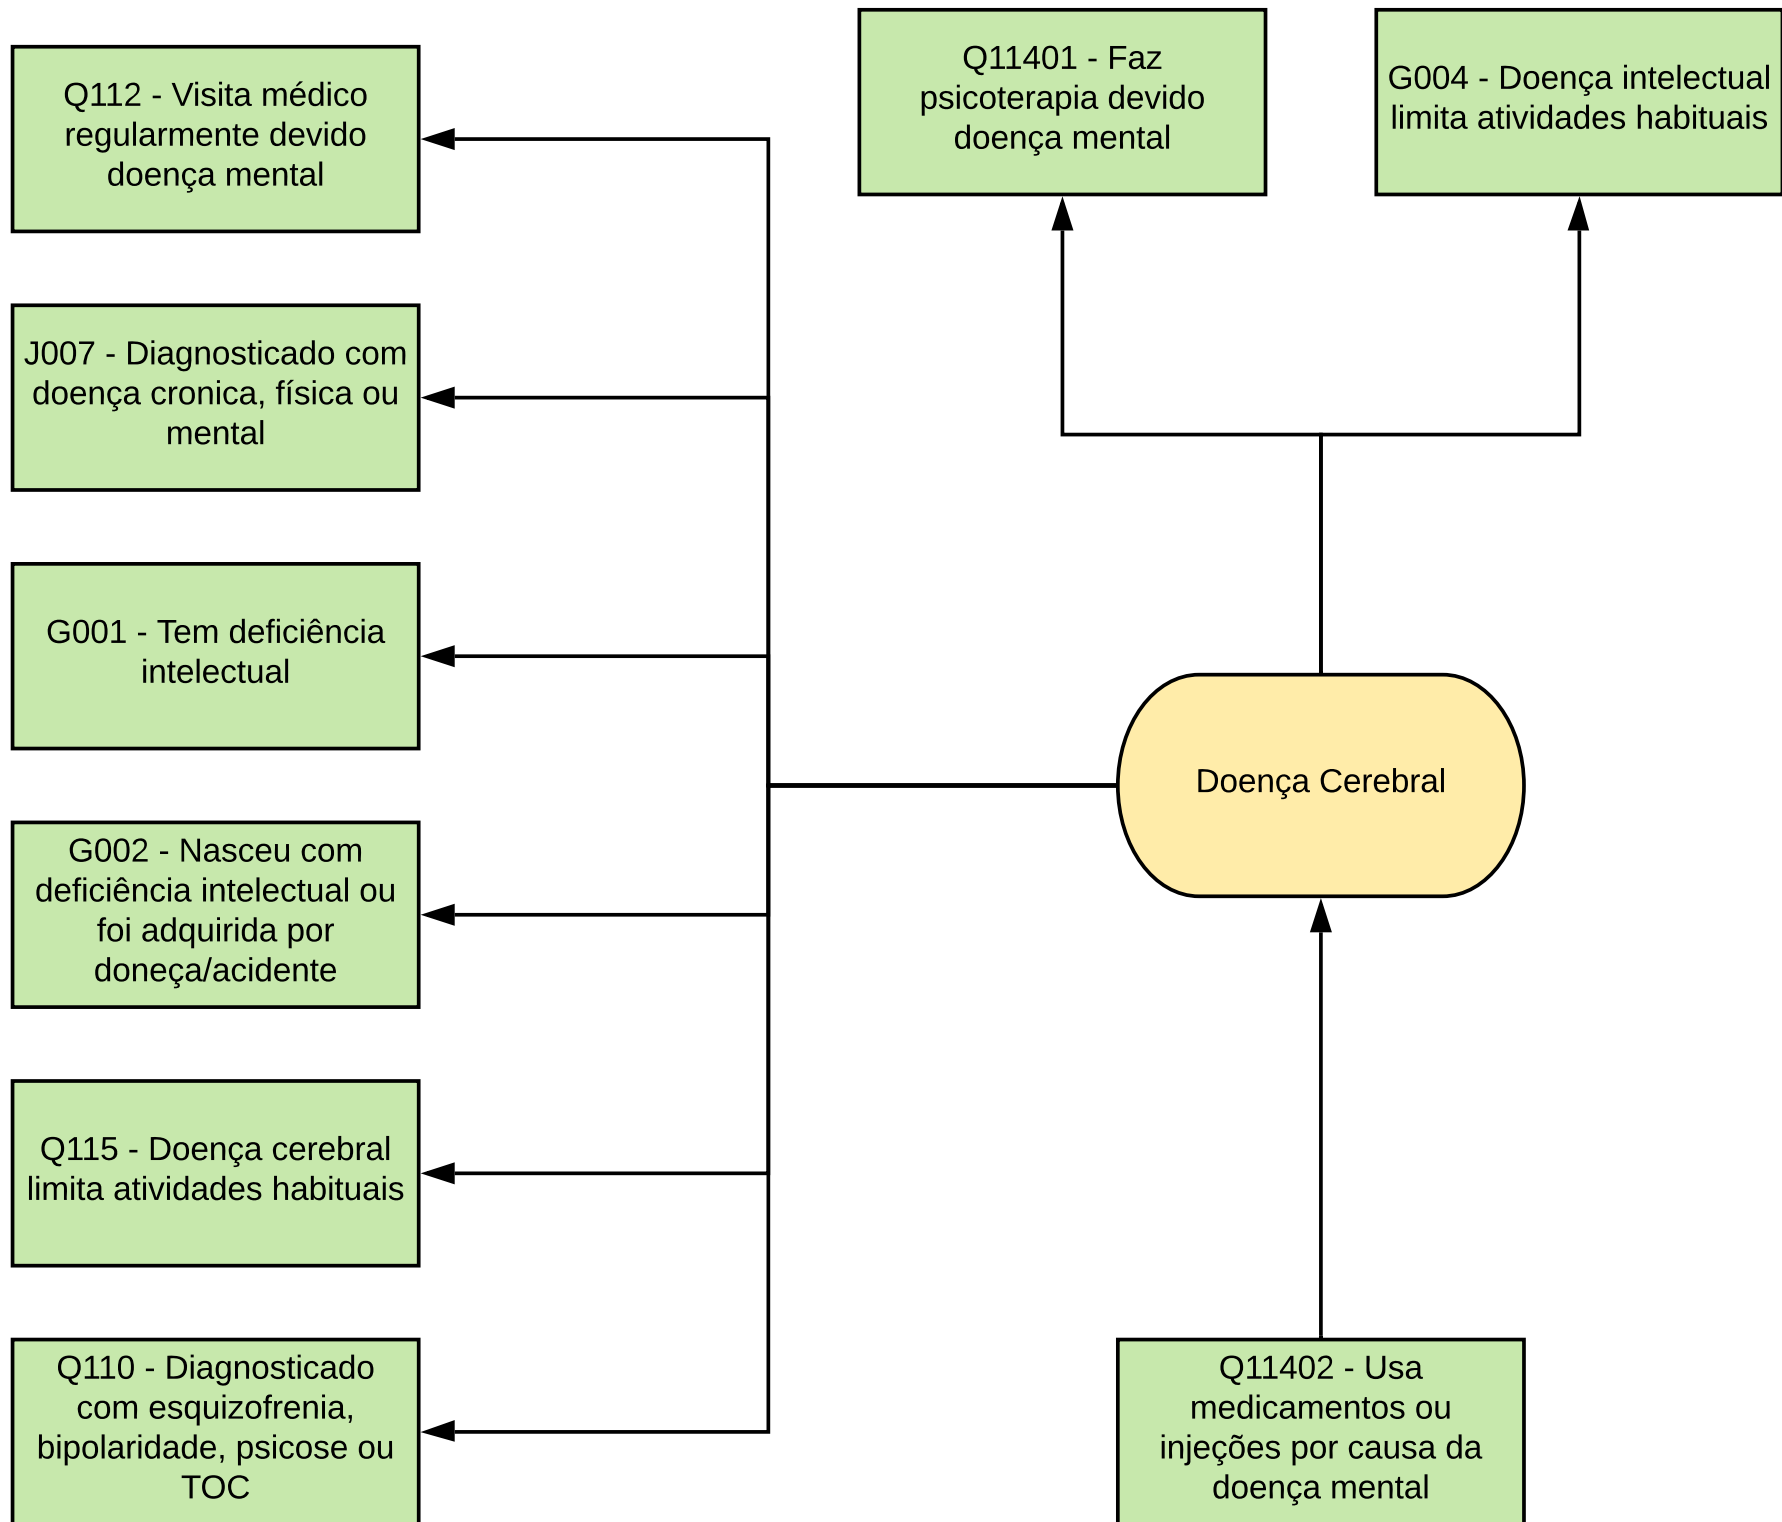 Q112 - Visita médico
regularmente devido
doença mental
Q11401 - Faz
psicoterapia devido
doença mental
G004 - Doença intelectual
limita atividades habituais
J007 - Diagnosticado com
doença cronica, física ou
mental
G001 - Tem deficiência
intelectual
Doença Cerebral
G002 - Nasceu com
deficiência intelectual ou
foi adquirida por
doneça/acidente
Q115 - Doença cerebral
limita atividades habituais
Q110 - Diagnosticado
com esquizofrenia,
bipolaridade, psicose ou
TOC
Q11402 - Usa
medicamentos ou
injeções por causa da
doença mental